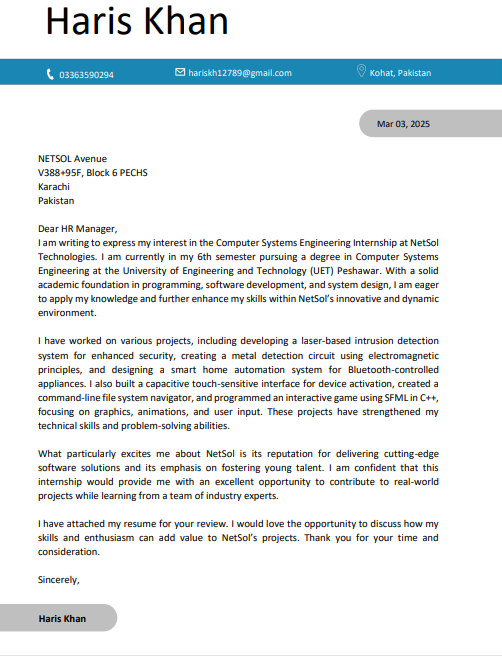 Haris Khan
03363590294
hariskh12789@gmail.com
Kohat, Pakistan
Mar 03, 2025
NETSOL Avenue
V388+95F, Block 6 PECHS
Karachi
Pakistan
Dear HR Manager,
I am writing to express my interest in the Computer Systems Engineering Internship at NetSol
Technologies. I am currently in my 6th semester pursuing a degree in Computer Systems
Engineering at the University of Engineering and Technology (UET) Peshawar. With a solid
academic foundation in programming, software development, and system design, I am eager
to apply my knowledge and further enhance my skills within NetSol's innovative and dynamic
environment.
I have worked on various projects, including developing a laser-based intrusion detection
system for enhanced security, creating a metal detection circuit using electromagnetic
principles, and designing a smart home automation system for Bluetooth-controlled
appliances. I also built a capacitive touch-sensitive interface for device activation, created a
command-line file system navigator, and programmed an interactive game using SFML in C++,
focusing on graphics, animations, and user input. These projects have strengthened my
technical skills and problem-solving abilities.
What particularly excites me about NetSol is its reputation for delivering cutting-edge
software solutions and its emphasis on fostering young talent. I am confident that this
internship would provide me with an excellent opportunity to contribute to real-world
projects while learning from a team of industry experts.
I have attached my resume for your review. I would love the opportunity to discuss how my
skills and enthusiasm can add value to NetSol's projects. Thank you for your time and
consideration.
Sincerely,
Haris Khan